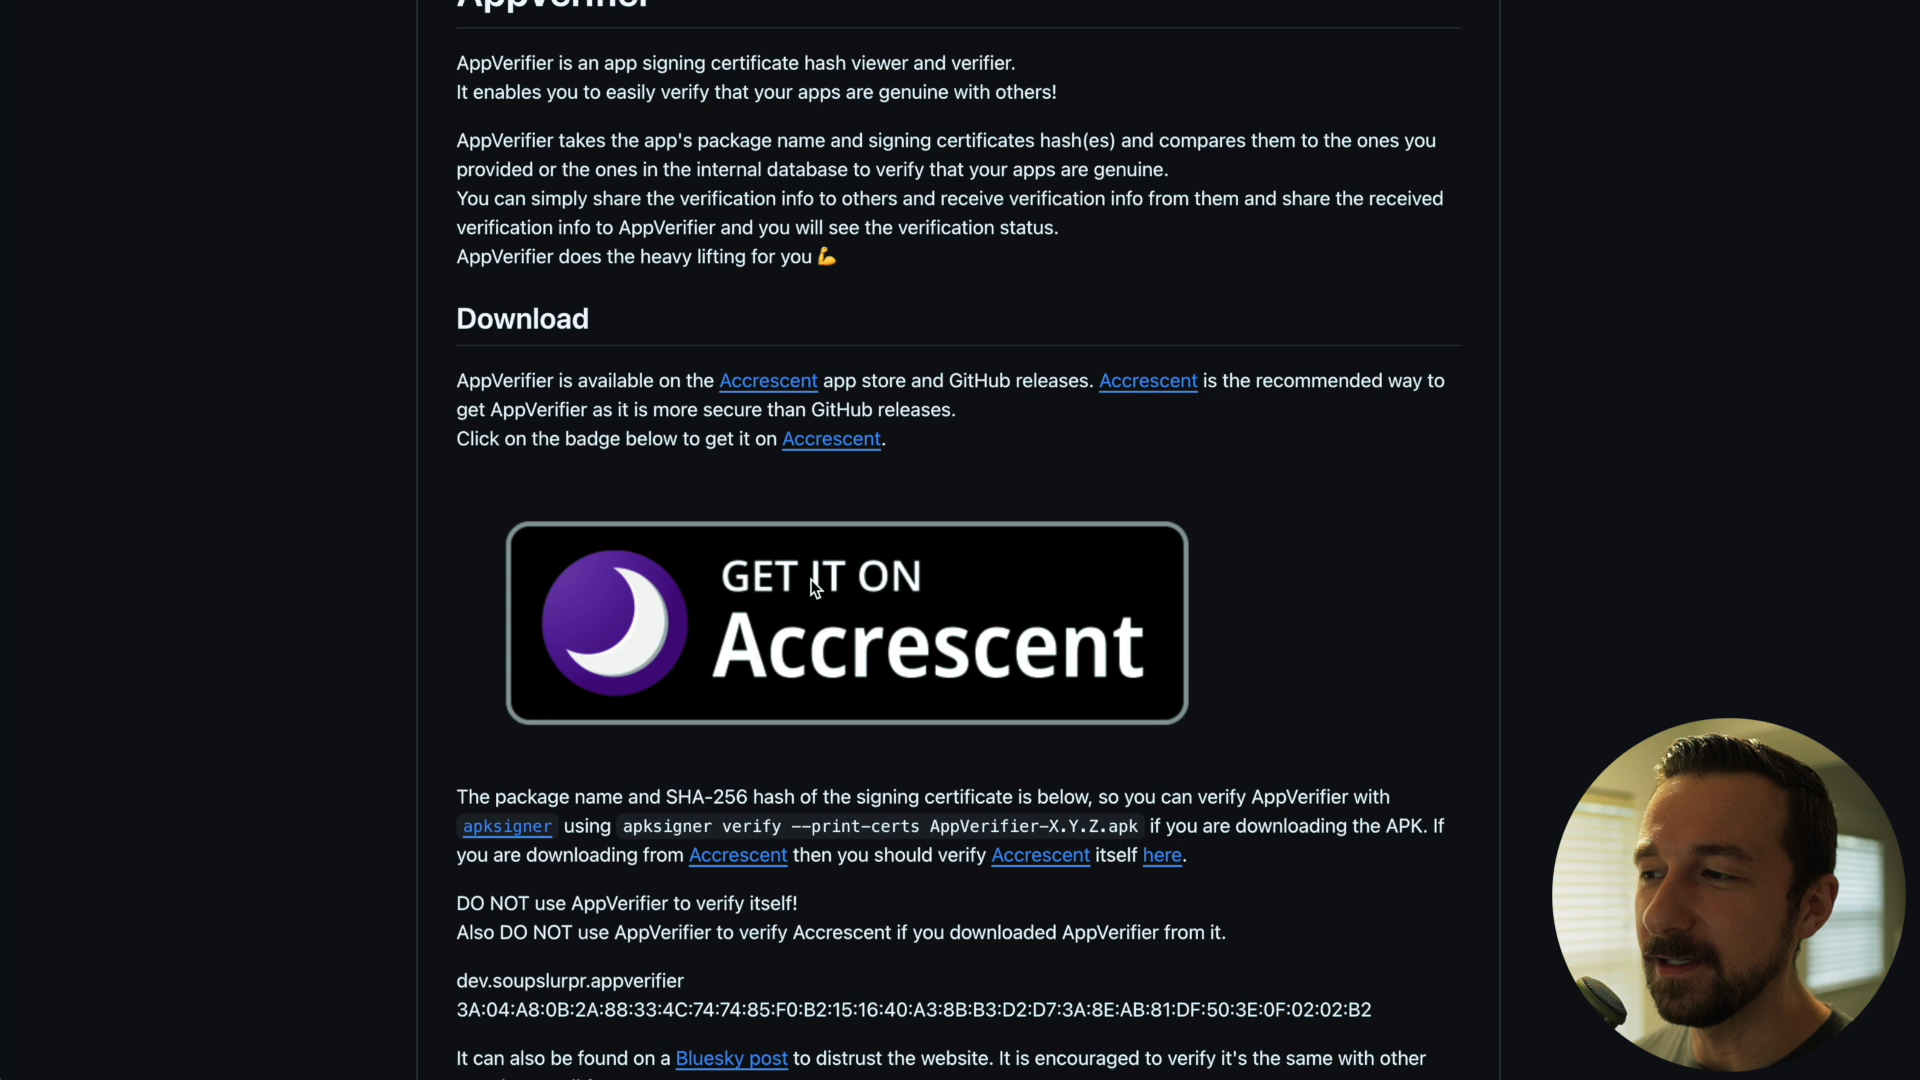 AppVerifier
AppVerifier is an app signing certificate hash viewer and verifier.
It enables you to easily verify that your apps are genuine with others!
AppVerifier takes the app's package name and signing certificates hash(es) and compares them to the ones you
provided or the ones in the internal database to verify that your apps are genuine.
You can simply share the verification info to others and receive verification info from them and share the received
verification info to AppVerifier and you will see the verification status.
AppVerifier does the heavy lifting for you 💪
Download
AppVerifier is available on the Accrescent app store and GitHub releases. Accrescent is the recommended way to
get AppVerifier as it is more secure than GitHub releases.
Click on the badge below to get it on Accrescent.
GET IT ON
Accrescent
The package name and SHA-256 hash of the signing certificate is below, so you can verify AppVerifier with
apksigner using apksigner verify --print-certs AppVerifier-X.Y.Z.apk if you are downloading the APK. If
you are downloading from Accrescent then you should verify Accrescent itself here.
DO NOT use AppVerifier to verify itself!
Also DO NOT use AppVerifier to verify Accrescent if you downloaded AppVerifier from it.
dev.soupslurpr.appverifier
3A:04:A8:0B:2A:88:33:4C:74:74:85:F0:B2:15:16:40:A3:8B:B3:D2:D7:3A:8E:AB:81:DF:50:3E:0F:02:02:B2
It can also be found on a Bluesky post to distrust the website. It is encouraged to verify it's the same with other